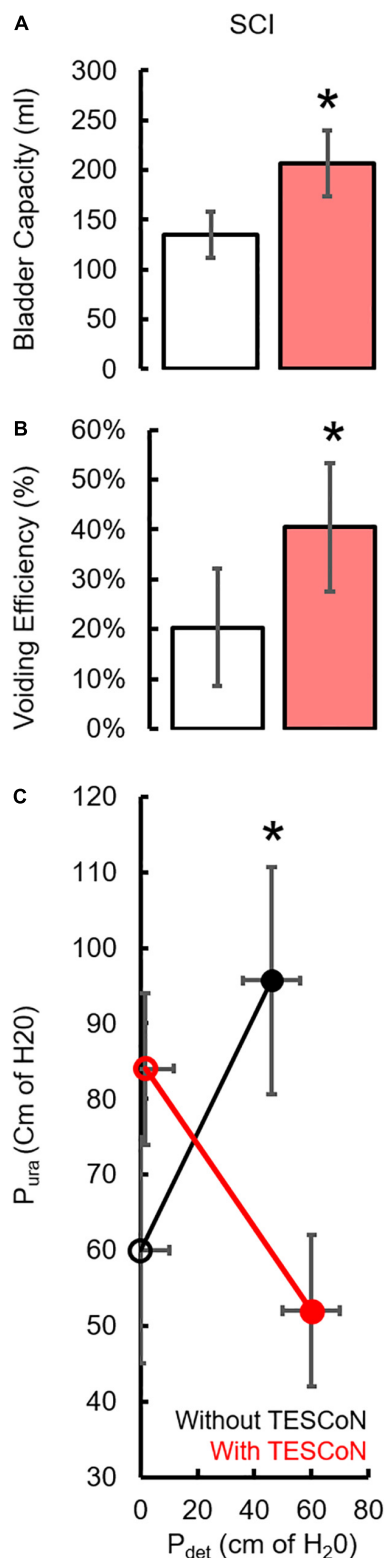 A
SCI
Bladder Capacity (ml)
300
250
200
150
100
50
0
*
B
Voiding Efficiency (%)
60%
50%
40%
30%
20%
10%
0%
*
C
P_ura (Cm of H20)
120
110
100
90
80
70
60
50
40
30
*
Without TESCoN
With TESCoN
0 20 40 60 80
P_det (cm of H₂0)